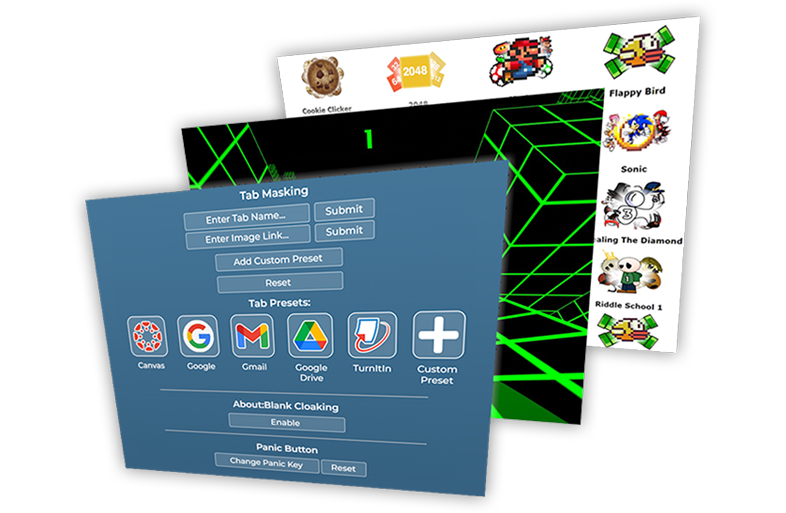 2048
Cookie Clicker
Flappy Bird
1
Sonic
3
aling The Diamond
Riddle School 1
Tab Masking
Enter Tab Name...
Submit
Enter Image Link...
Submit
Add Custom Preset
Reset
Tab Presets:
Canvas
Google
Gmail
Google
Drive
TurnItIn
Custom
Preset
About:Blank Cloaking
Enable
Panic Button
Change Panic Key
Reset